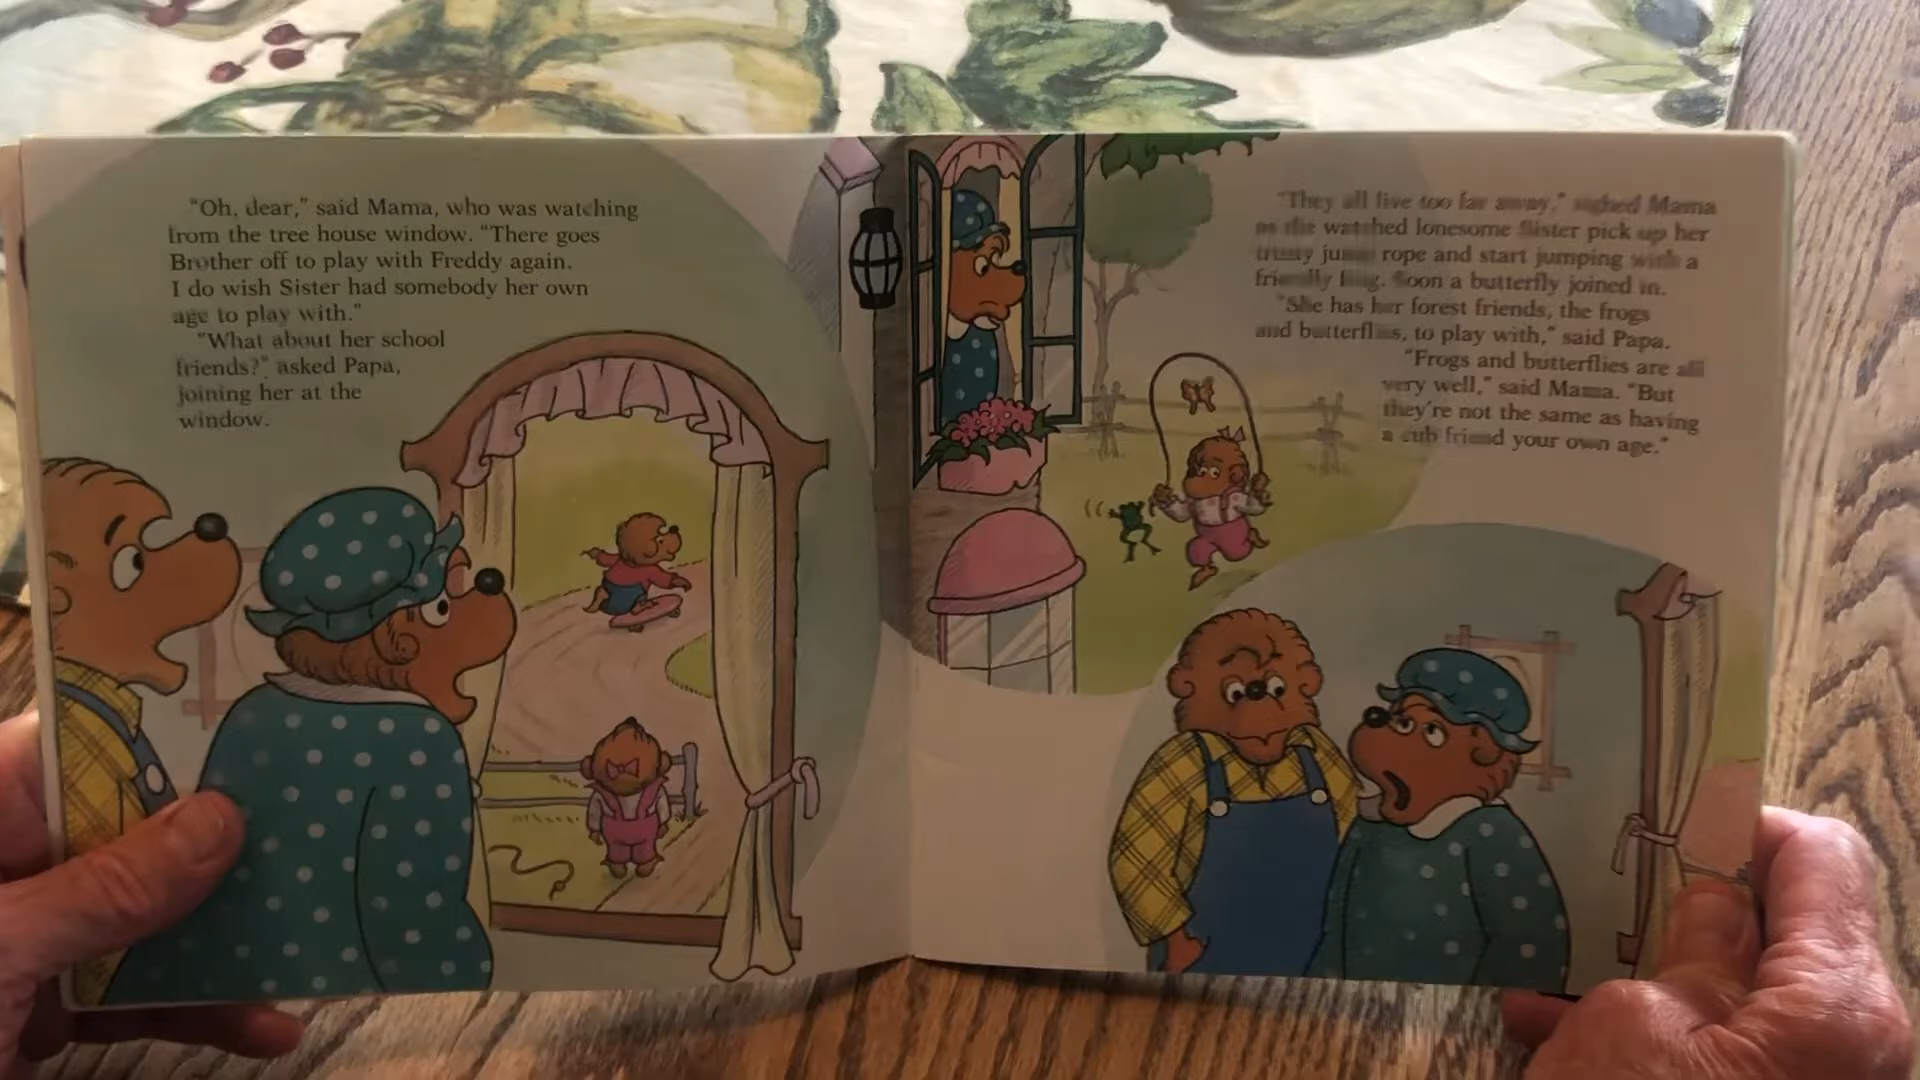 "Oh, dear," said Mama, who was watching
from the tree house window. "There goes
Brother off to play with Freddy again.
I do wish Sister had somebody her own
age to play with."
"What about her school
friends?" asked Papa,
joining her at the
window.
"They all live too far away," sighed Mama
as she watched lonesome Sister pick up her
trusty jump rope and start jumping with a
friendly frog. Soon a butterfly joined in.
"She has her forest friends, the frogs
and butterflies, to play with," said Papa.
"Frogs and butterflies are all
very well," said Mama. "But
they're not the same as having
a cub friend your own age."